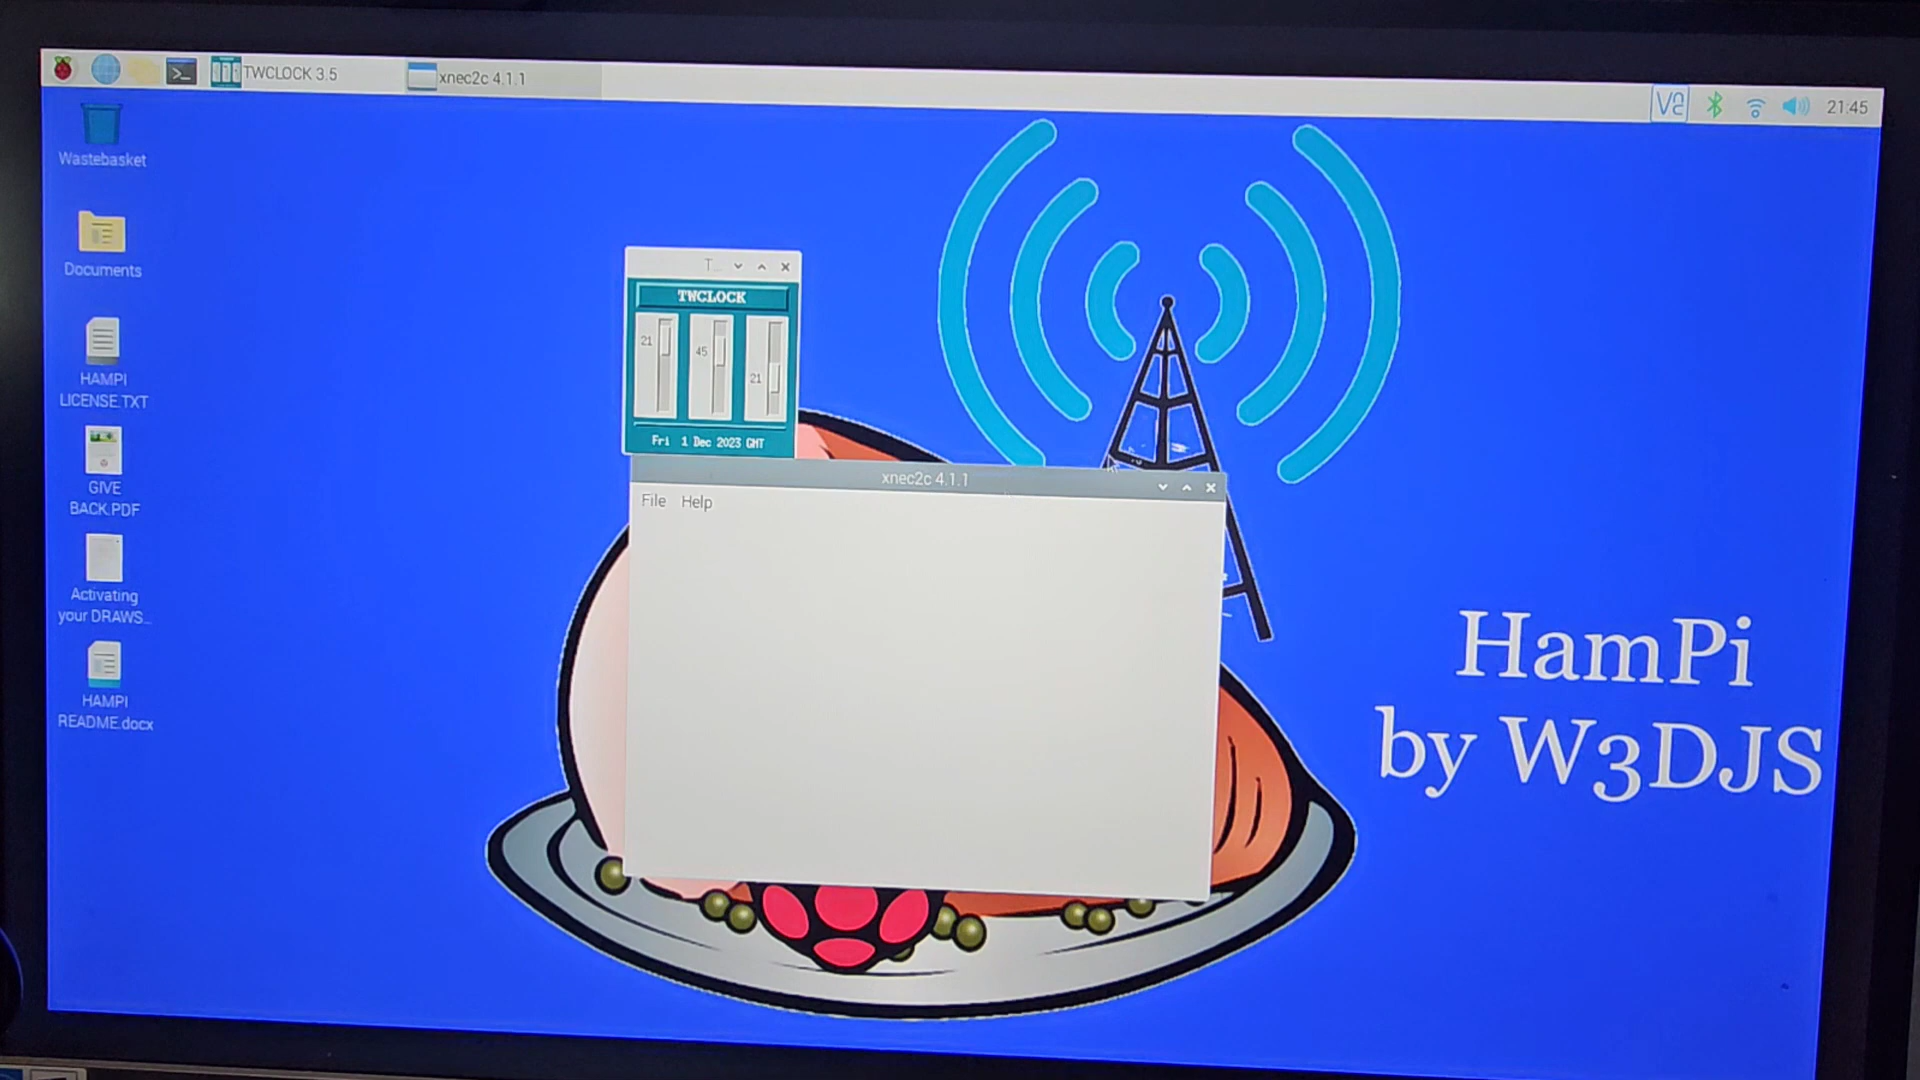 TWCLOCK 3.5
xnec2c 4.1.1
21:45
Wastebasket
Documents
HAMPI
LICENSE.TXT
GIVE
BACK.PDF
Activating
your DRAWS...
HAMPI
README.docx
T...
TWCLOCK
21
45
21
Fri 1 Dec 2023 GMT
xnec2c 4.1.1
File Help
HamPi
by W3DJS